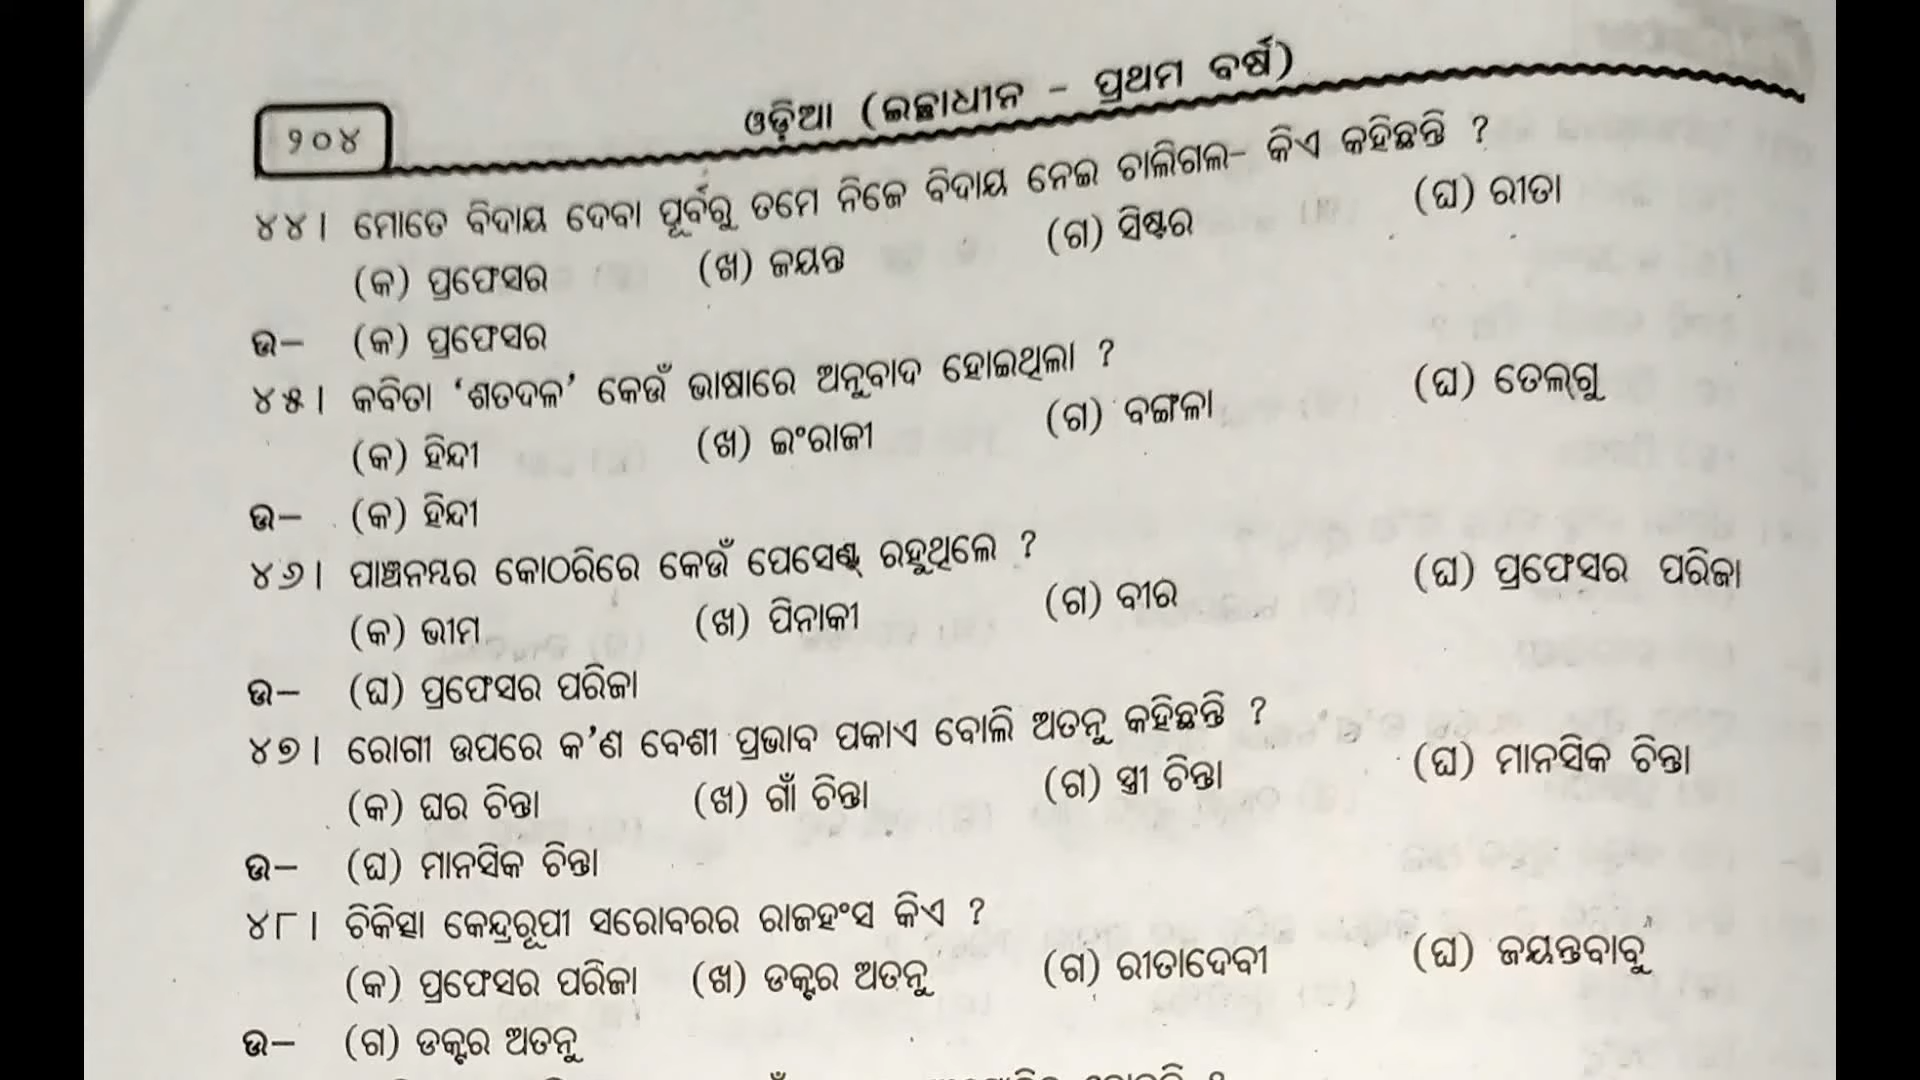 ଓଡ଼ିଆ (ଇଚ୍ଛାଧୀନ - ପ୍ରଥମ ବର୍ଷ)
୨୦୪
୪୪। ମୋତେ ବିଦାୟ ଦେବା ପୂର୍ବରୁ ତମେ ନିଜେ ବିଦାୟ ନେଇ ଚାଲିଗଲ- କିଏ କହିଛନ୍ତି ?
(କ) ପ୍ରଫେସର (ଖ) ଜୟନ୍ତ (ଗ) ସିଷ୍ଟର (ଘ) ରୀତା
ଉ- (କ) ପ୍ରଫେସର
୪୫। କବିତା ‘ଶତଦଳ’ କେଉଁ ଭାଷାରେ ଅନୁବାଦ ହୋଇଥିଲା ?
(କ) ହିନ୍ଦୀ (ଖ) ଇଂରାଜୀ (ଗ) ବଙ୍ଗଳା (ଘ) ତେଲ୍‌ଗୁ
ଉ- (କ) ହିନ୍ଦୀ
୪୬। ପାଞ୍ଚନମ୍ବର କୋଠରିରେ କେଉଁ ପେସେଣ୍ଟ୍ ରହୁଥିଲେ ?
(କ) ଭୀମ (ଖ) ପିନାକୀ (ଗ) ବୀର (ଘ) ପ୍ରଫେସର ପରିଜା
ଉ- (ଘ) ପ୍ରଫେସର ପରିଜା
୪୭। ରୋଗୀ ଉପରେ କ’ଣ ବେଶୀ ପ୍ରଭାବ ପକାଏ ବୋଲି ଅତନୁ କହିଛନ୍ତି ?
(କ) ଘର ଚିନ୍ତା (ଖ) ଗାଁ ଚିନ୍ତା (ଗ) ସ୍ତ୍ରୀ ଚିନ୍ତା (ଘ) ମାନସିକ ଚିନ୍ତା
ଉ- (ଘ) ମାନସିକ ଚିନ୍ତା
୪୮। ଚିକିତ୍ସା କେନ୍ଦ୍ରରୂପୀ ସରୋବରର ରାଜହଂସ କିଏ ?
(କ) ପ୍ରଫେସର ପରିଜା (ଖ) ଡକ୍ଟର ଅତନୁ (ଗ) ରୀତାଦେବୀ (ଘ) ଜୟନ୍ତବାବୁ
ଉ- (ଗ) ଡକ୍ଟର ଅତନୁ